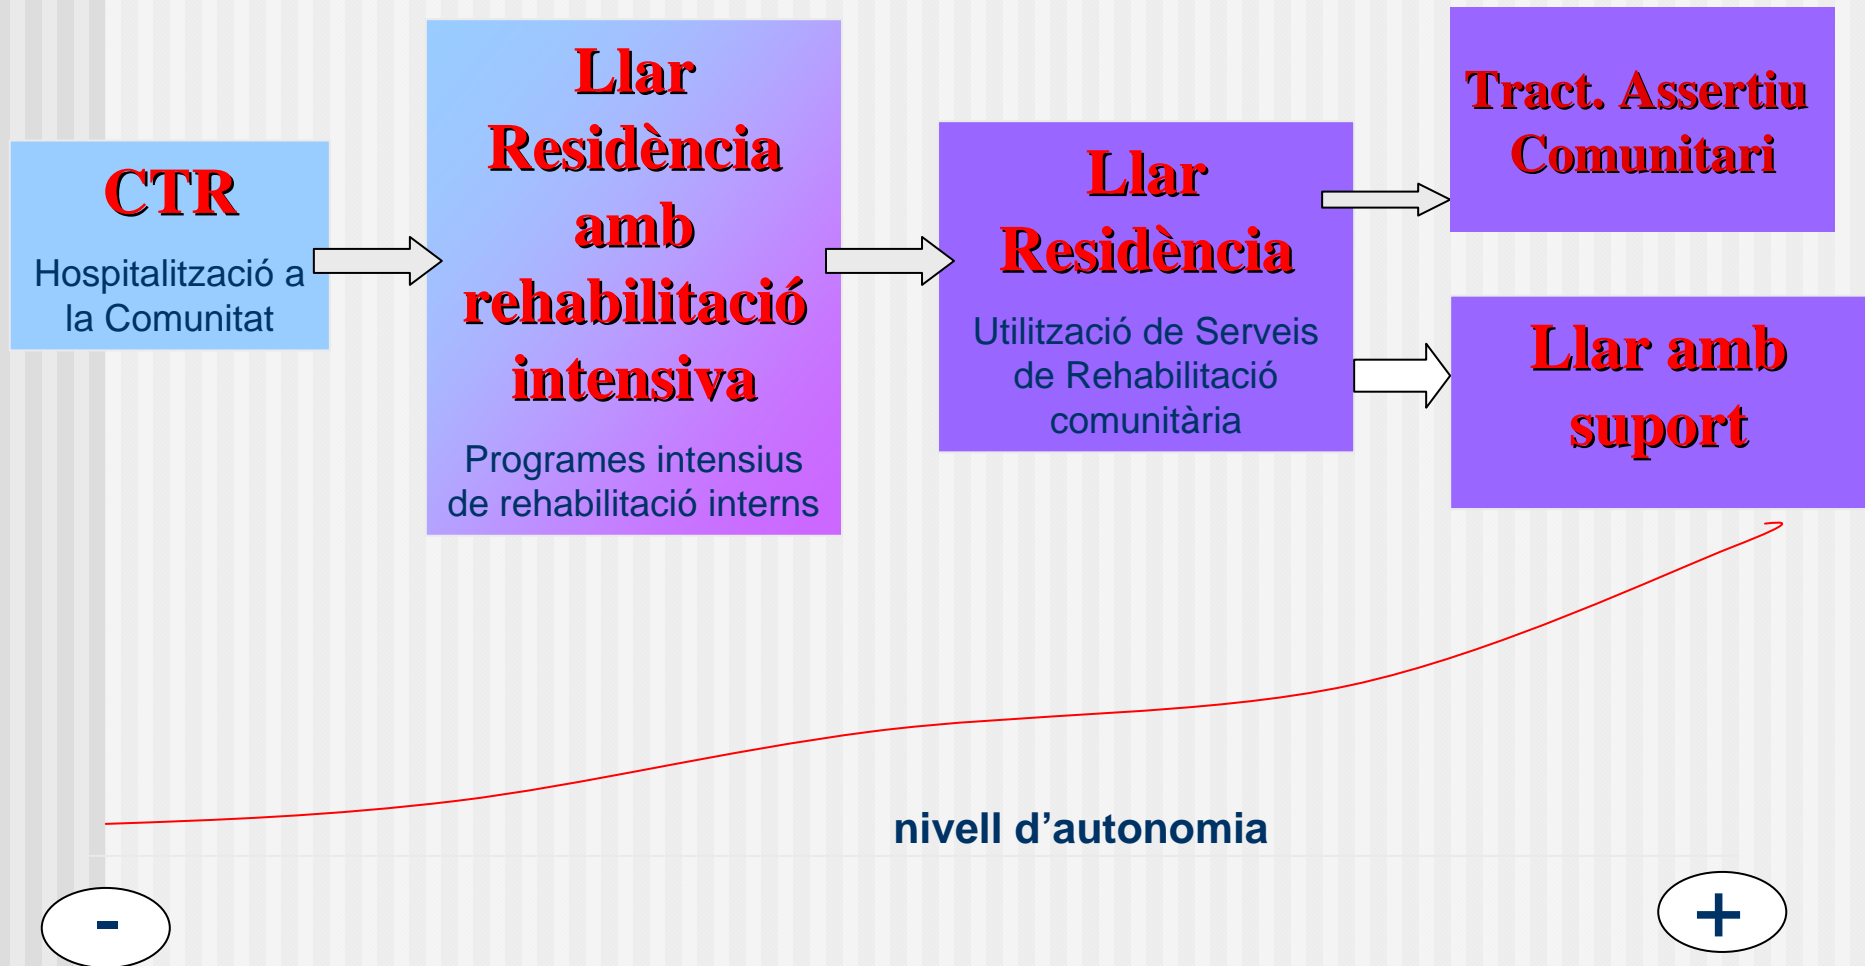 CTR
Hospitalització a
la Comunitat
Llar
Residència
amb
rehabilitació
intensiva
Programes intensius
de rehabilitació interns
Llar
Residència
Utilització de Serveis
de Rehabilitació
comunitària
Tract. Assertiu
Comunitari
Llar amb
suport
nivell d’autonomia
-
+